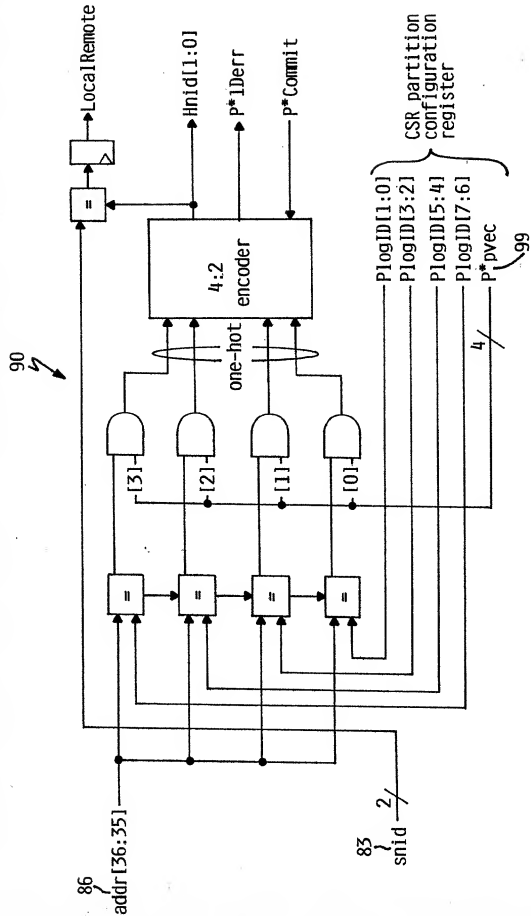 90
LocalRemote
=
Hnid[1:0]
P*lDerr
P*Commit
4:2
encoder
one-hot
[3]
[2]
[1]
[0]
=
=
=
=
86
addr[36:35]
83
snid
2
PlogID[1:0]
PlogID[3:2]
PlogID[5:4]
PlogID[7:6]
P*pvec
99
4
CSR partition
configuration
register